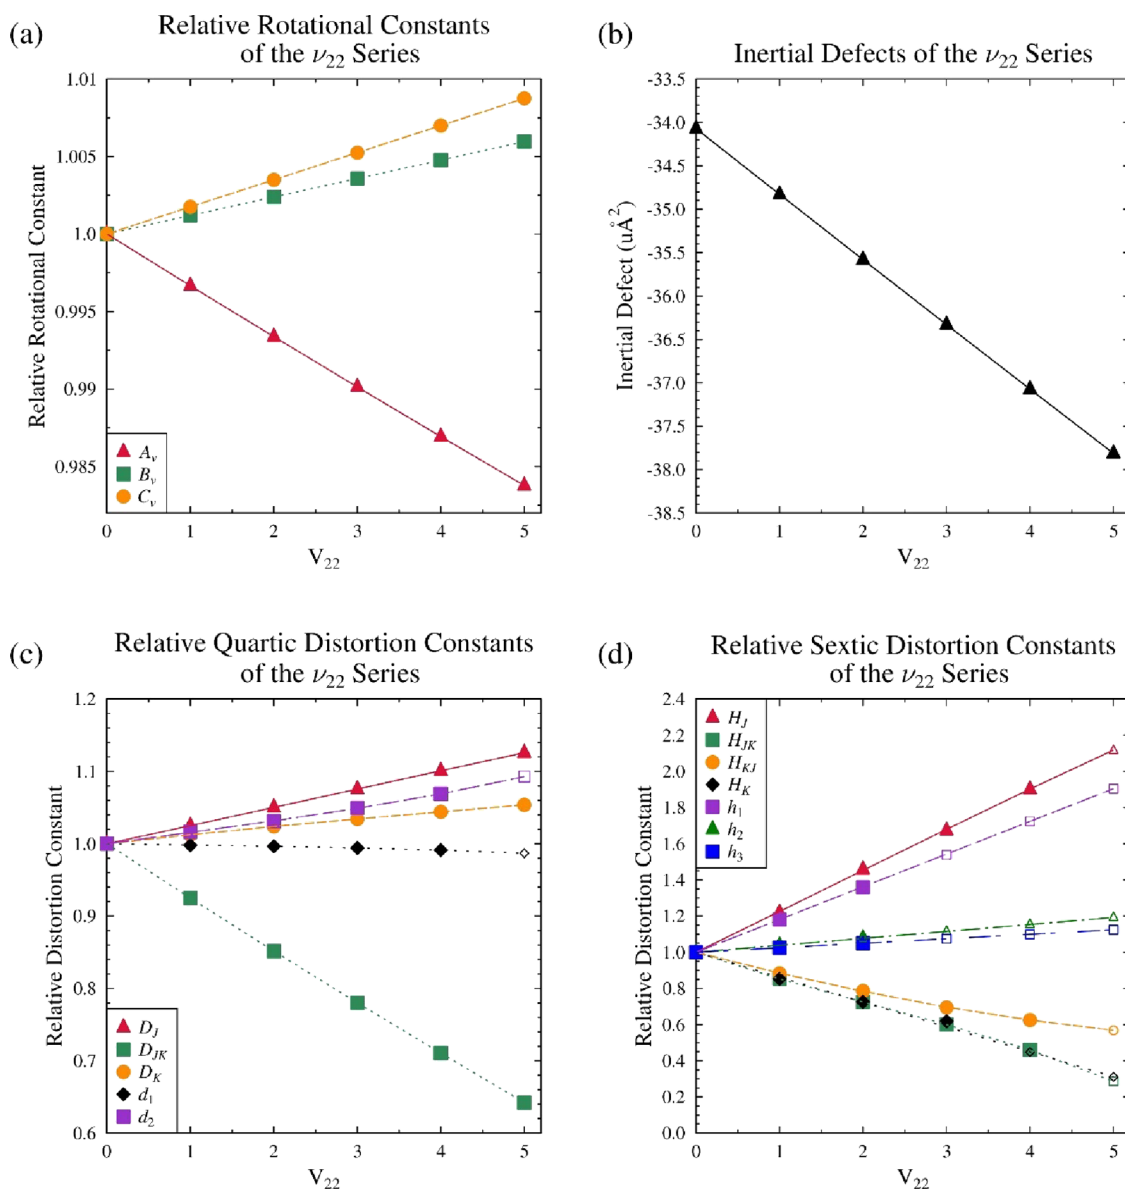 (a)
Relative Rotational Constants
of the ν22 Series
Relative Rotational Constant
1.01
1.005
1.0
0.995
0.99
0.985
Av
Bv
Cv
0 1 2 3 4 5
V22
(b)
Inertial Defects of the ν22 Series
Inertial Defect (uÅ2)
-33.5
-34.0
-34.5
-35.0
-35.5
-36.0
-36.5
-37.0
-37.5
-38.0
-38.5
0 1 2 3 4 5
V22
(c)
Relative Quartic Distortion Constants
of the ν22 Series
Relative Distortion Constant
1.2
1.1
1.0
0.9
0.8
0.7
0.6
DJ
DJK
DK
d1
d2
0 1 2 3 4 5
V22
(d)
Relative Sextic Distortion Constants
of the ν22 Series
Relative Distortion Constant
2.4
2.2
2.0
1.8
1.6
1.4
1.2
1.0
0.8
0.6
0.4
0.2
0.0
HJ
HJK
HKJ
HK
h1
h2
h3
0 1 2 3 4 5
V22